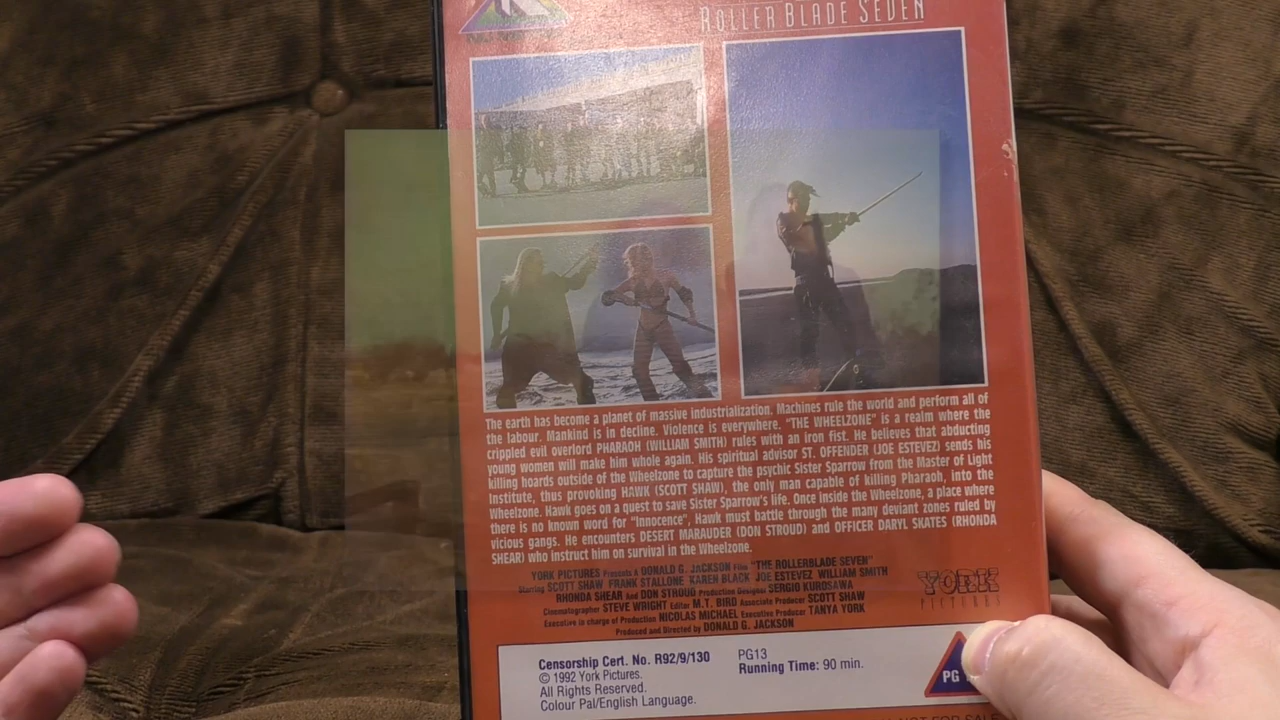 ROLLER BLADE SEVEN
The earth has become a planet of massive industrialization. Machines rule the world and perform all of
the labour. Mankind is in decline. Violence is everywhere. "THE WHEELZONE" is a realm where the
crippled evil overlord PHARAOH (WILLIAM SMITH) rules with an iron fist. He believes that abducting
young women will make him whole again. His spiritual advisor ST. OFFENDER (JOE ESTEVEZ) sends his
killing hoards outside of the Wheelzone to capture the psychic Sister Sparrow from the Master of Light
Institute, thus provoking HAWK (SCOTT SHAW), the only man capable of killing Pharaoh, into the
Wheelzone. Hawk goes on a quest to save Sister Sparrow's life. Once inside the Wheelzone, a place where
there is no known word for "Innocence", Hawk must battle through the many deviant zones ruled by
vicious gangs. He encounters DESERT MARAUDER (DON STROUD) and OFFICER DARYL SKATES (RHONDA
SHEAR) who instruct him on survival in the Wheelzone.
YORK PICTURES Presents A DONALD G. JACKSON Film "THE ROLLERBLADE SEVEN"
Starring SCOTT SHAW FRANK STALLONE KAREN BLACK JOE ESTEVEZ WILLIAM SMITH
RHONDA SHEAR And DON STROUD Production Designer SERGIO KUROSAWA
Cinematographer STEVE WRIGHT Editor M.T. BIRD Associate Producer SCOTT SHAW
Executive in charge of Production NICOLAS MICHAEL Executive Producer TANYA YORK
Produced and Directed by DONALD G. JACKSON
YORK
PICTURES
Censorship Cert. No. R92/9/130
© 1992 York Pictures.
All Rights Reserved.
Colour Pal/English Language.
PG13
Running Time: 90 min.
PG
NOT FOR SALE